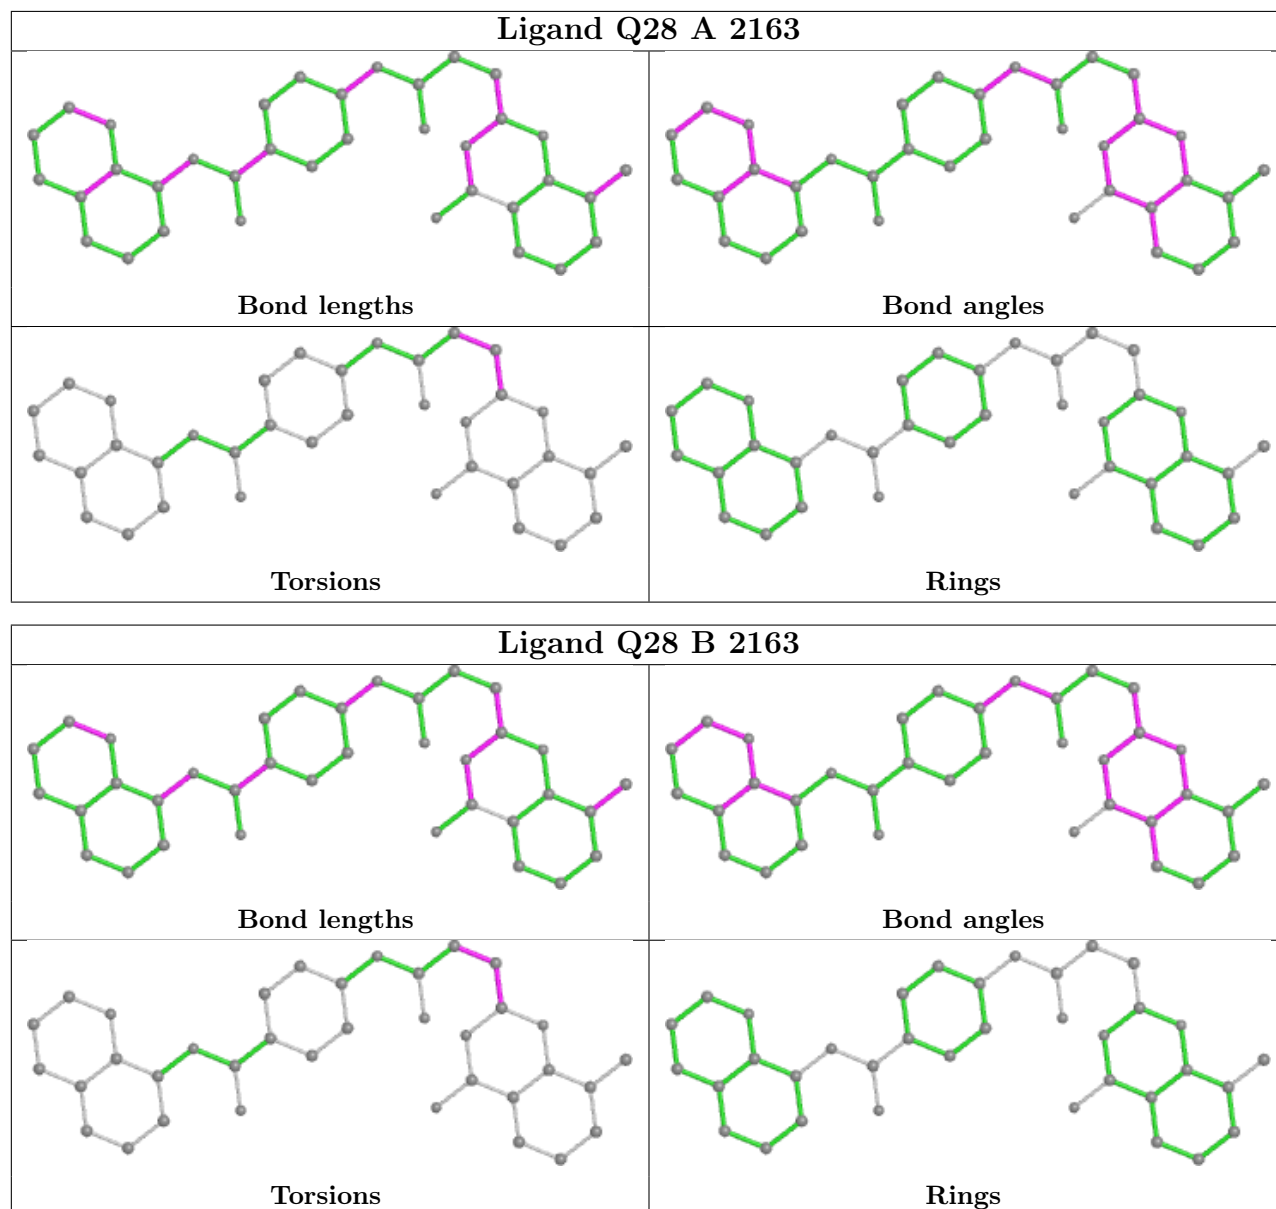 Ligand Q28 A 2163
Bond lengths
Bond angles
Torsions
Rings
Ligand Q28 B 2163
Bond lengths
Bond angles
Torsions
Rings